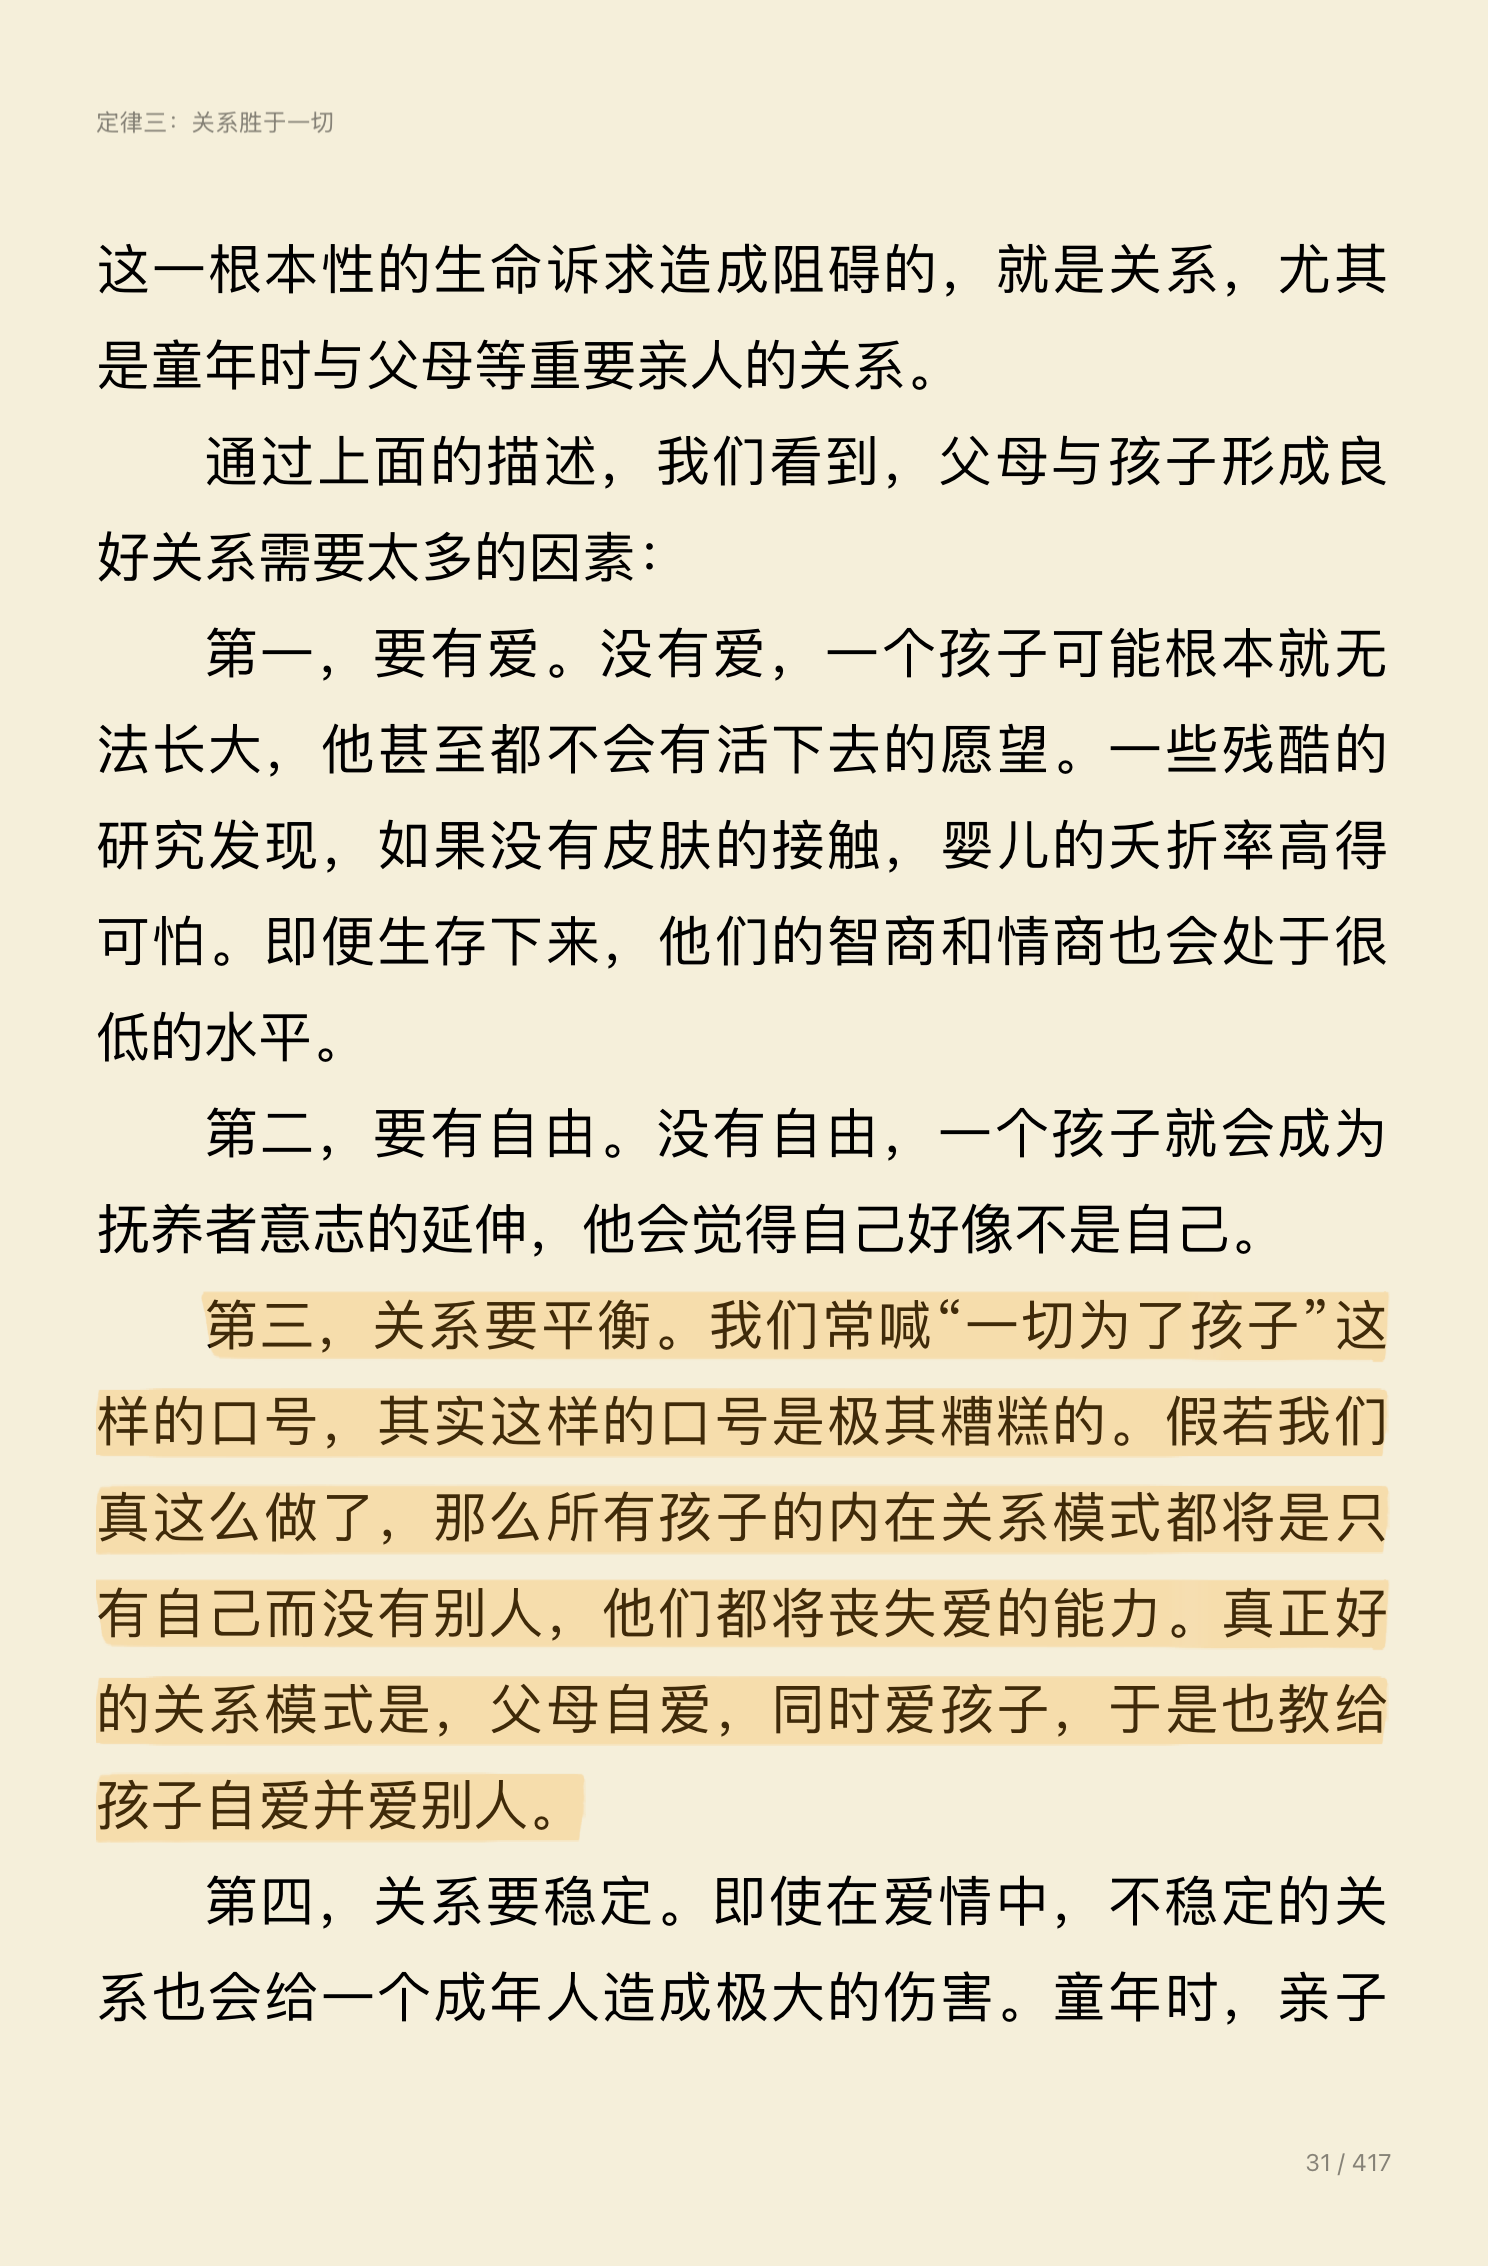 定律三：关系胜于一切
这一根本性的生命诉求造成阻碍的，就是关系，尤其
是童年时与父母等重要亲人的关系。
通过上面的描述，我们看到，父母与孩子形成良
好关系需要太多的因素：
第一，要有爱。没有爱，一个孩子可能根本就无
法长大，他甚至都不会有活下去的愿望。一些残酷的
研究发现，如果没有皮肤的接触，婴儿的夭折率高得
可怕。即便生存下来，他们的智商和情商也会处于很
低的水平。
第二，要有自由。没有自由，一个孩子就会成为
抚养者意志的延伸，他会觉得自己好像不是自己。
第三，关系要平衡。我们常喊“一切为了孩子”这
样的口号，其实这样的口号是极其糟糕的。假若我们
真这么做了，那么所有孩子的内在关系模式都将是只
有自己而没有别人，他们都将丧失爱的能力。真正好
的关系模式是，父母自爱，同时爱孩子，于是也教给
孩子自爱并爱别人。
第四，关系要稳定。即使在爱情中，不稳定的关
系也会给一个成年人造成极大的伤害。童年时，亲子
31 / 417